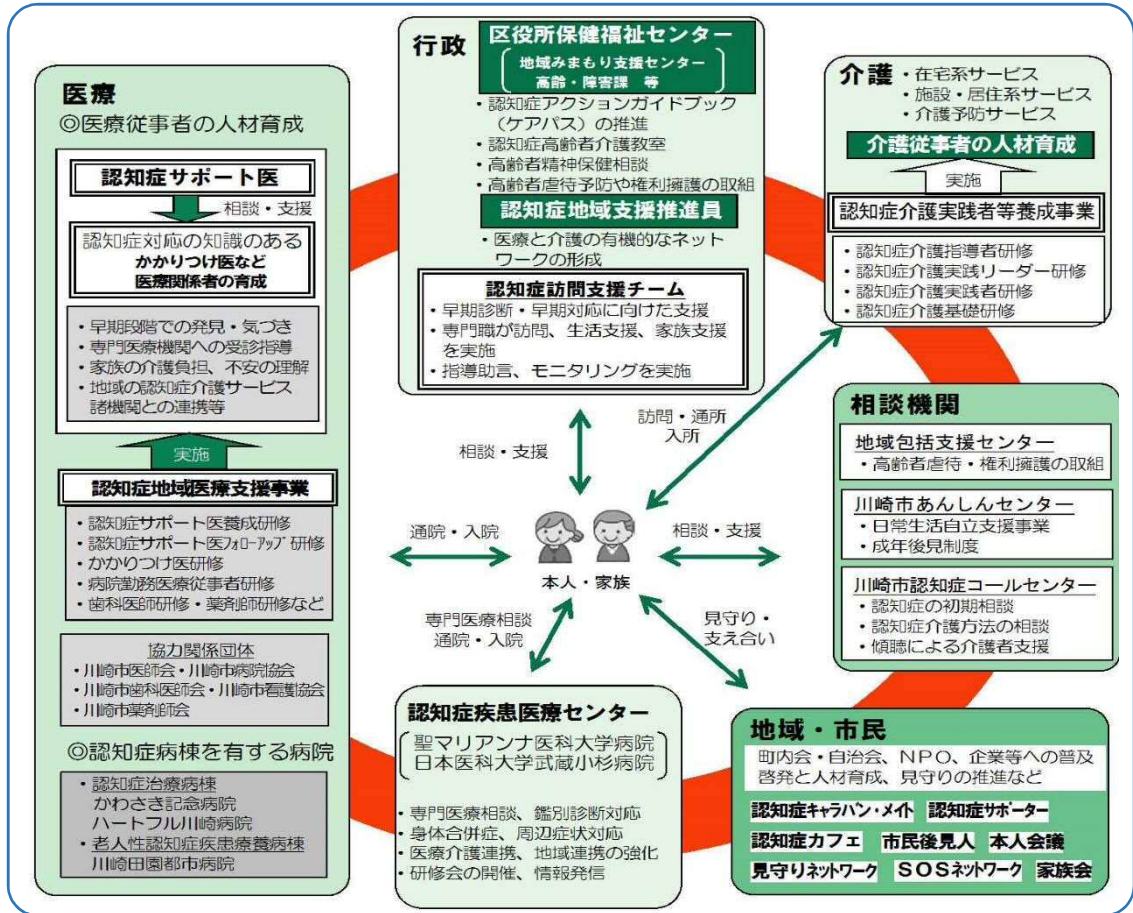 医療
◎医療従事者の人材育成
認知症サポート医
相談・支援
認知症対応の知識のある
かかりつけ医など
医療関係者の育成
・早期段階での発見・気づき
・専門医療機関への受診指導
・家族の介護負担、不安の理解
・地域の認知症介護サービス
諸機関との連携等
実施
認知症地域医療支援事業
・認知症サポート医養成研修
・認知症サポート医フォローアップ研修
・かかりつけ医研修
・病院勤務医療従事者研修
・歯科医師研修・薬剤師研修など
協力関係団体
・川崎市医師会・川崎市病院協会
・川崎市歯科医師会・川崎市看護協会
・川崎市薬剤師会
◎認知症病棟を有する病院
・認知症治療病棟
かわさき記念病院
ハートフル川崎病院
・老人性認知症疾患療養病棟
川崎田園都市病院
行政
区役所保健福祉センター
地域みまもり支援センター
高齢・障害課 等
・認知症アクションガイドブック
（ケアパス）の推進
・認知症高齢者介護教室
・高齢者精神保健相談
・高齢者虐待予防や権利擁護の取組
認知症地域支援推進員
・医療と介護の有機的なネット
ワークの形成
認知症訪問支援チーム
・早期診断・早期対応に向けた支援
・専門職が訪問、生活支援、家族支援
を実施
・指導助言、モニタリングを実施
介護
・在宅系サービス
・施設・居住系サービス
・介護予防サービス
介護従事者の人材育成
実施
認知症介護実践者等養成事業
・認知症介護指導者研修
・認知症介護実践リーダー研修
・認知症介護実践者研修
・認知症介護基礎研修
相談・支援
訪問・通所
入所
通院・入院
相談・支援
本人・家族
専門医療相談
通院・入院
見守り・
支え合い
相談機関
地域包括支援センター
・高齢者虐待・権利擁護の取組
川崎市あんしんセンター
・日常生活自立支援事業
・成年後見制度
川崎市認知症コールセンター
・認知症の初期相談
・認知症介護方法の相談
・傾聴による介護者支援
認知症疾患医療センター
聖マリアンナ医科大学病院
日本医科大学武蔵小杉病院
・専門医療相談、鑑別診断対応
・身体合併症、周辺症状対応
・医療介護連携、地域連携の強化
・研修会の開催、情報発信
地域・市民
町内会・自治会、NPO、企業等への普及
啓発と人材育成、見守りの推進など
認知症キャラバン・メイト 認知症サポーター
認知症カフェ 市民後見人 本人会議
見守りネットワーク SOSネットワーク 家族会